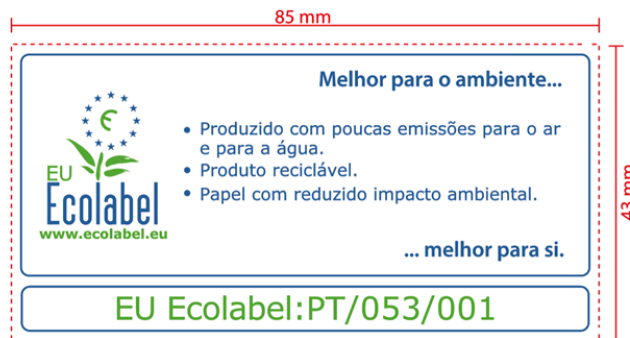 85 mm
Melhor para o ambiente...
• Produzido com poucas emissões para o ar
e para a água.
• Produto reciclável.
• Papel com reduzido impacto ambiental.
EU
Ecolabel
www.ecolabel.eu
... melhor para si.
43 mm
EU Ecolabel:PT/053/001